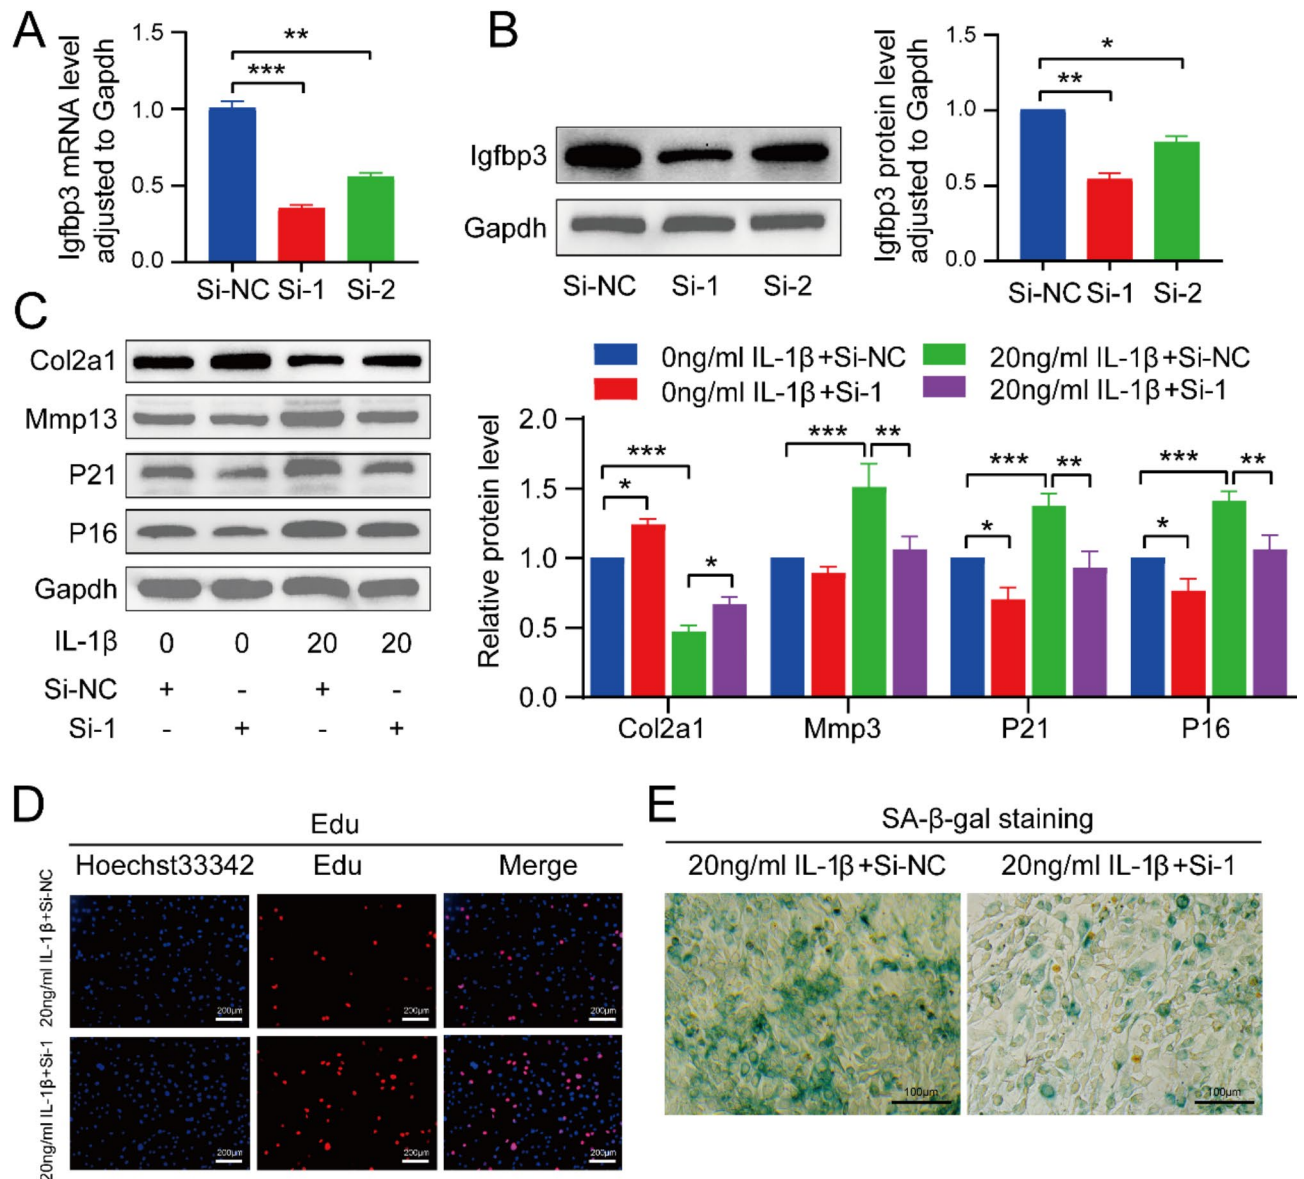 A
Igfbp3 mRNA level
adjusted to Gapdh
1.5
1.0
0.5
0.0
**
***
Si-NC Si-1 Si-2
B
Igfbp3
Gapdh
Si-NC Si-1 Si-2
Igfbp3 protein level
adjusted to Gapdh
1.5
1.0
0.5
0.0
*
**
Si-NC Si-1 Si-2
C
Col2a1
Mmp13
P21
P16
Gapdh
IL-1β 0 0 20 20
Si-NC + - + -
Si-1 - + - +
0ng/ml IL-1β+Si-NC
20ng/ml IL-1β+Si-NC
0ng/ml IL-1β+Si-1
20ng/ml IL-1β+Si-1
Relative protein level
2.0
1.5
1.0
0.5
0.0
***
*
*
*** **
*** **
*
*** **
*
Col2a1 Mmp3 P21 P16
D
Edu
Hoechst33342 Edu Merge
20ng/ml IL-1β+Si-NC
200μm 200μm 200μm
20ng/ml IL-1β+Si-1
200μm 200μm 200μm
E
SA-β-gal staining
20ng/ml IL-1β+Si-NC 20ng/ml IL-1β+Si-1
100μm 100μm